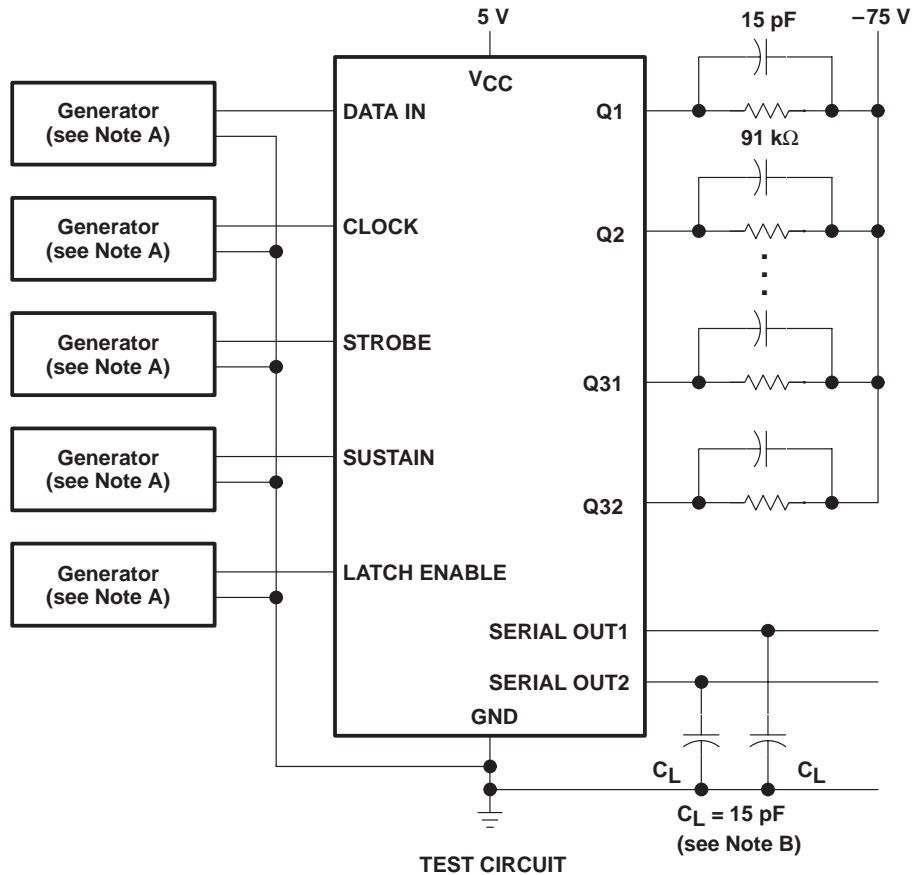 5 V
15 pF
–75 V
VCC
Generator
(see Note A)
DATA IN
Q1
91 kΩ
Generator
(see Note A)
CLOCK
Q2
Generator
(see Note A)
STROBE
Q31
Generator
(see Note A)
SUSTAIN
Q32
Generator
(see Note A)
LATCH ENABLE
SERIAL OUT1
SERIAL OUT2
GND
CL
CL
CL = 15 pF
(see Note B)
TEST CIRCUIT